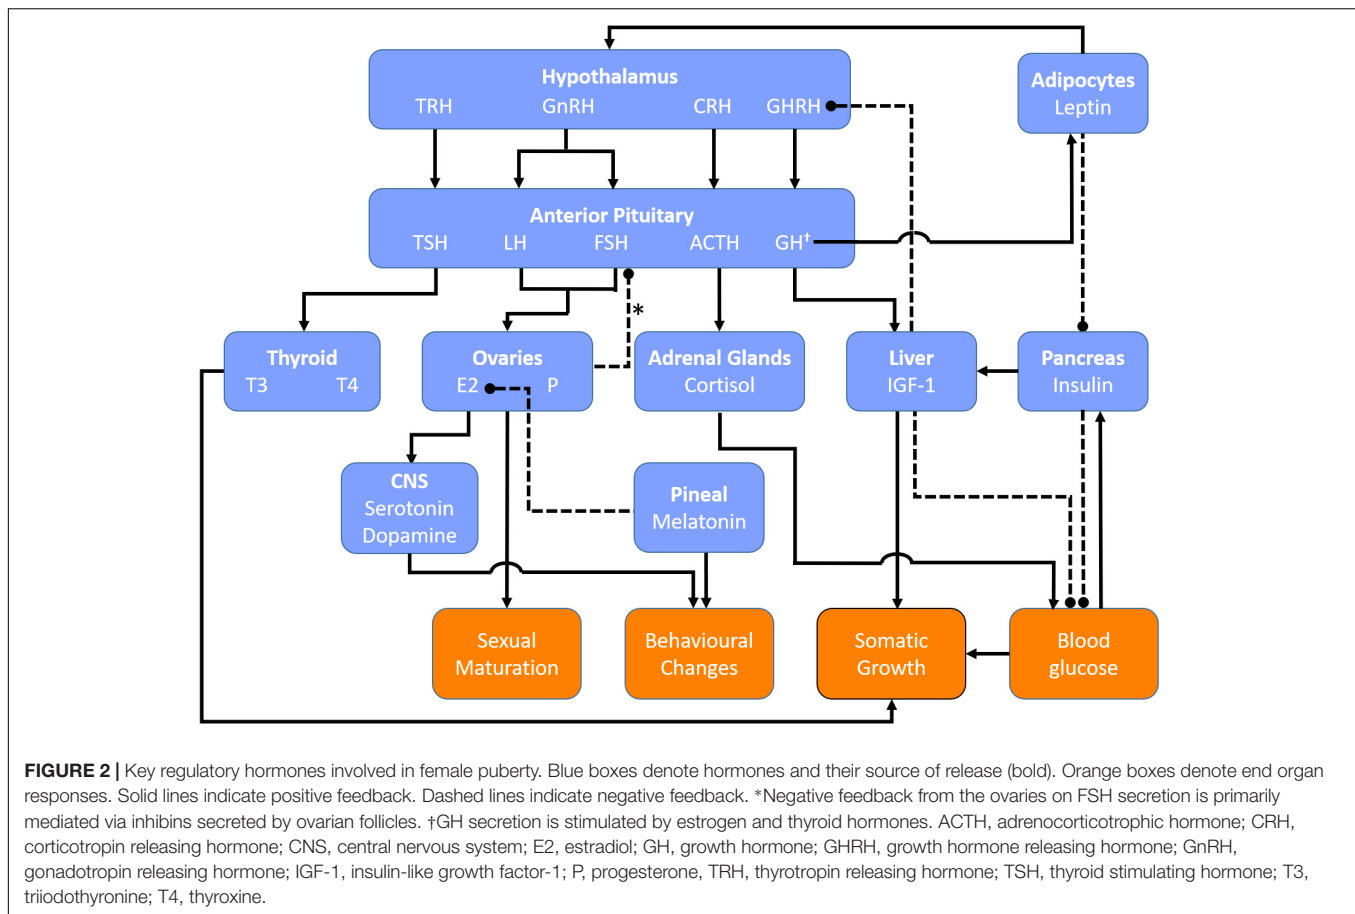 Hypothalamus
TRH GnRH CRH GHRH
Adipocytes
Leptin
Anterior Pituitary
TSH LH FSH ACTH GH†
*
Thyroid
T3 T4
Ovaries
E2 P
Adrenal Glands
Cortisol
Liver
IGF-1
Pancreas
Insulin
CNS
Serotonin
Dopamine
Pineal
Melatonin
Sexual
Maturation
Behavioural
Changes
Somatic
Growth
Blood
glucose
FIGURE 2 | Key regulatory hormones involved in female puberty. Blue boxes denote hormones and their source of release (bold). Orange boxes denote end organ
responses. Solid lines indicate positive feedback. Dashed lines indicate negative feedback. *Negative feedback from the ovaries on FSH secretion is primarily
mediated via inhibins secreted by ovarian follicles. †GH secretion is stimulated by estrogen and thyroid hormones. ACTH, adrenocorticotrophic hormone; CRH,
corticotropin releasing hormone; CNS, central nervous system; E2, estradiol; GH, growth hormone; GHRH, growth hormone releasing hormone; GnRH,
gonadotropin releasing hormone; IGF-1, insulin-like growth factor-1; P, progesterone, TRH, thyrotropin releasing hormone; TSH, thyroid stimulating hormone; T3,
triiodothyronine; T4, thyroxine.